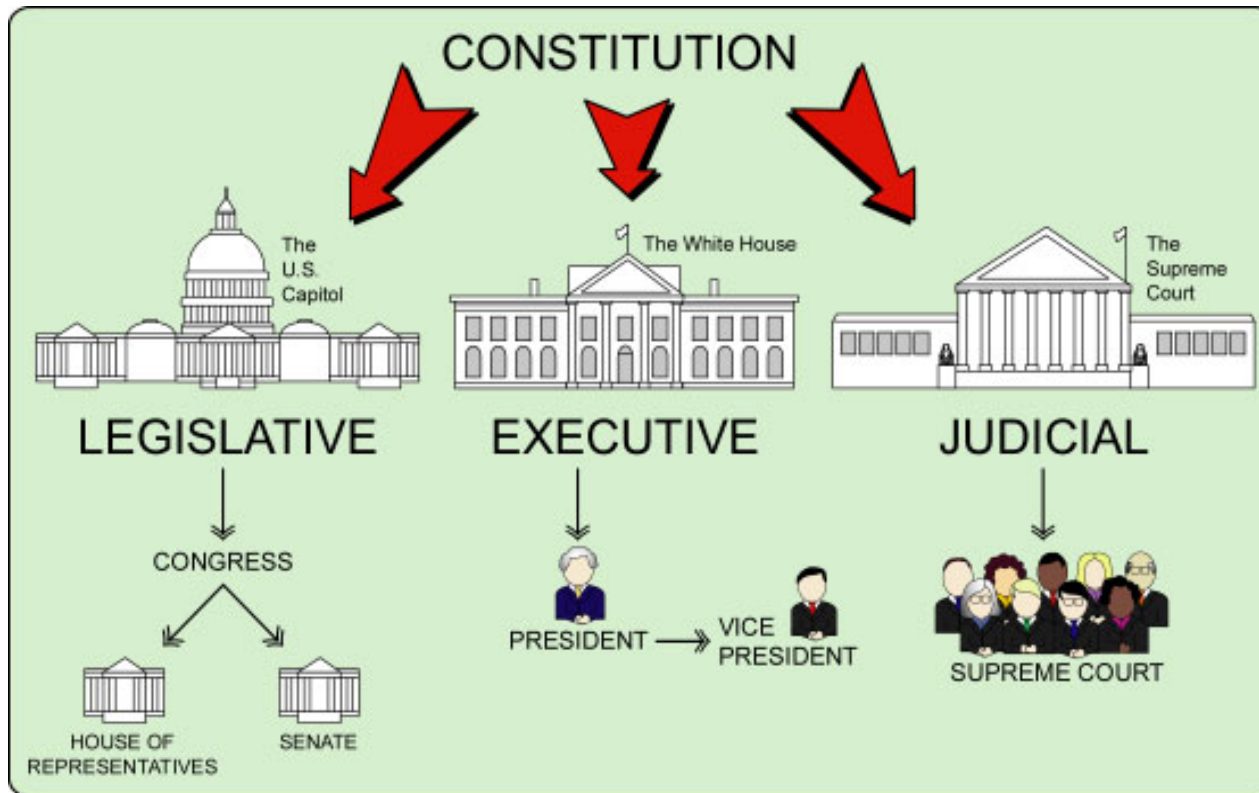 CONSTITUTION
The
U.S.
Capitol
The White House
The
Supreme
Court
LEGISLATIVE
EXECUTIVE
JUDICIAL
CONGRESS
PRESIDENT
VICE
PRESIDENT
SUPREME COURT
HOUSE OF
REPRESENTATIVES
SENATE